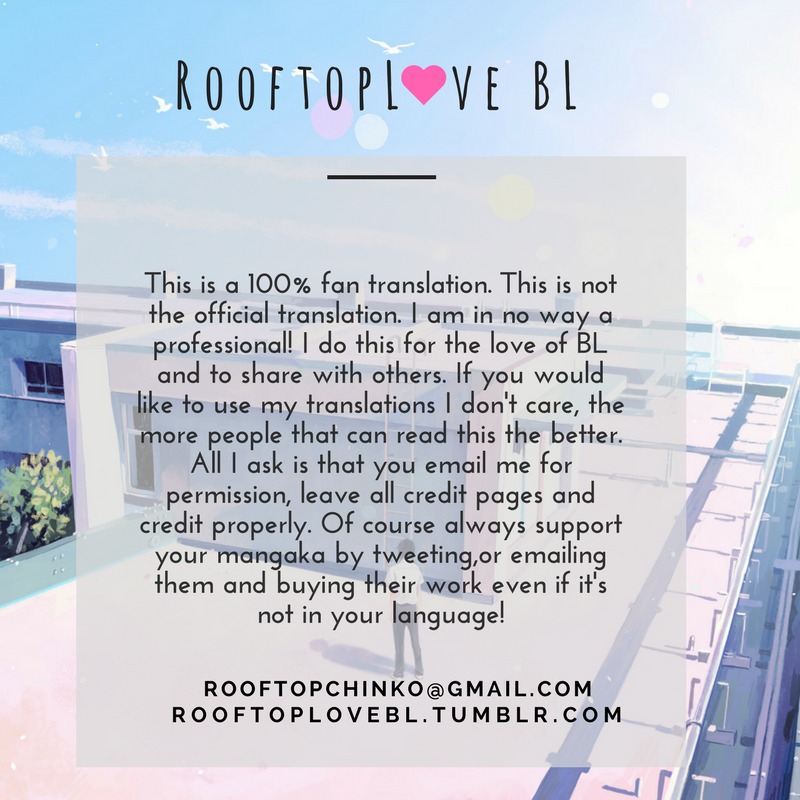 RooftopL♥ve BL
This is a 100% fan translation. This is not
the official translation. I am in no way a
professional! I do this for the love of BL
and to share with others. If you would
like to use my translations I don't care, the
more people that can read this the better.
All I ask is that you email me for
permission, leave all credit pages and
credit properly. Of course always support
your mangaka by tweeting,or emailing
them and buying their work even if it's
not in your language!
ROOFTOPCHINKO@GMAIL.COM
ROOFTOPLOVEBL.TUMBLR.COM